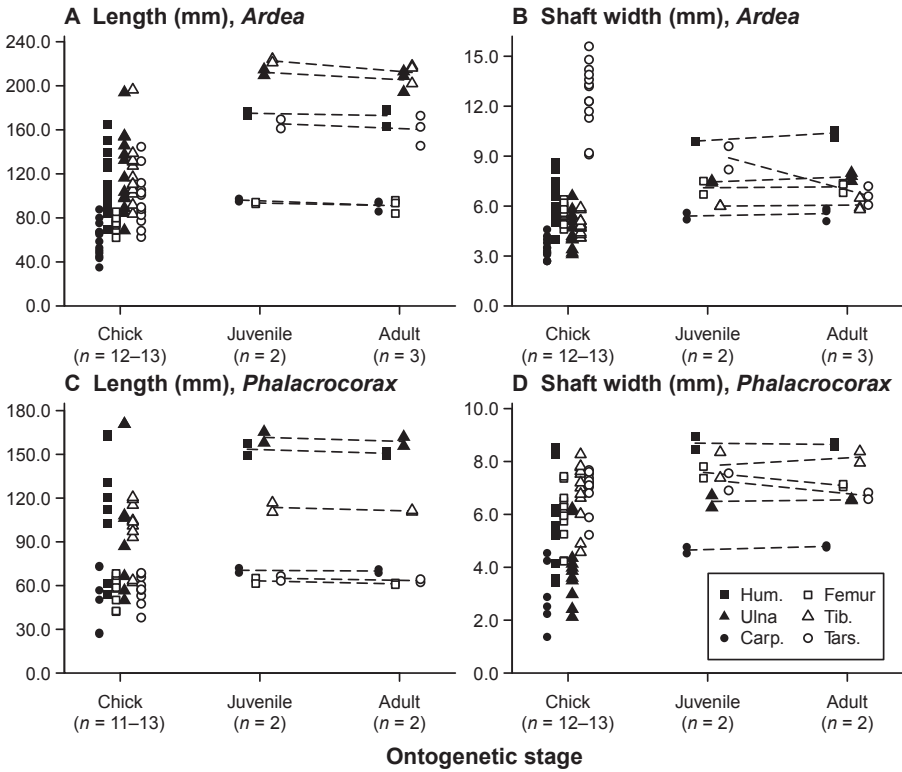 A Length (mm), Ardea
B Shaft width (mm), Ardea
240.0
200.0
160.0
120.0
80.0
40.0
0.0
15.0
12.0
9.0
6.0
3.0
0.0
Chick
(n = 12–13)
Juvenile
(n = 2)
Adult
(n = 3)
Chick
(n = 12–13)
Juvenile
(n = 2)
Adult
(n = 3)
C Length (mm), Phalacrocorax
D Shaft width (mm), Phalacrocorax
180.0
150.0
120.0
90.0
60.0
30.0
0.0
10.0
8.0
6.0
4.0
2.0
0.0
Hum.
Ulna
Carp.
Femur
Tib.
Tars.
Chick
(n = 11–13)
Juvenile
(n = 2)
Adult
(n = 2)
Chick
(n = 12–13)
Juvenile
(n = 2)
Adult
(n = 2)
Ontogenetic stage